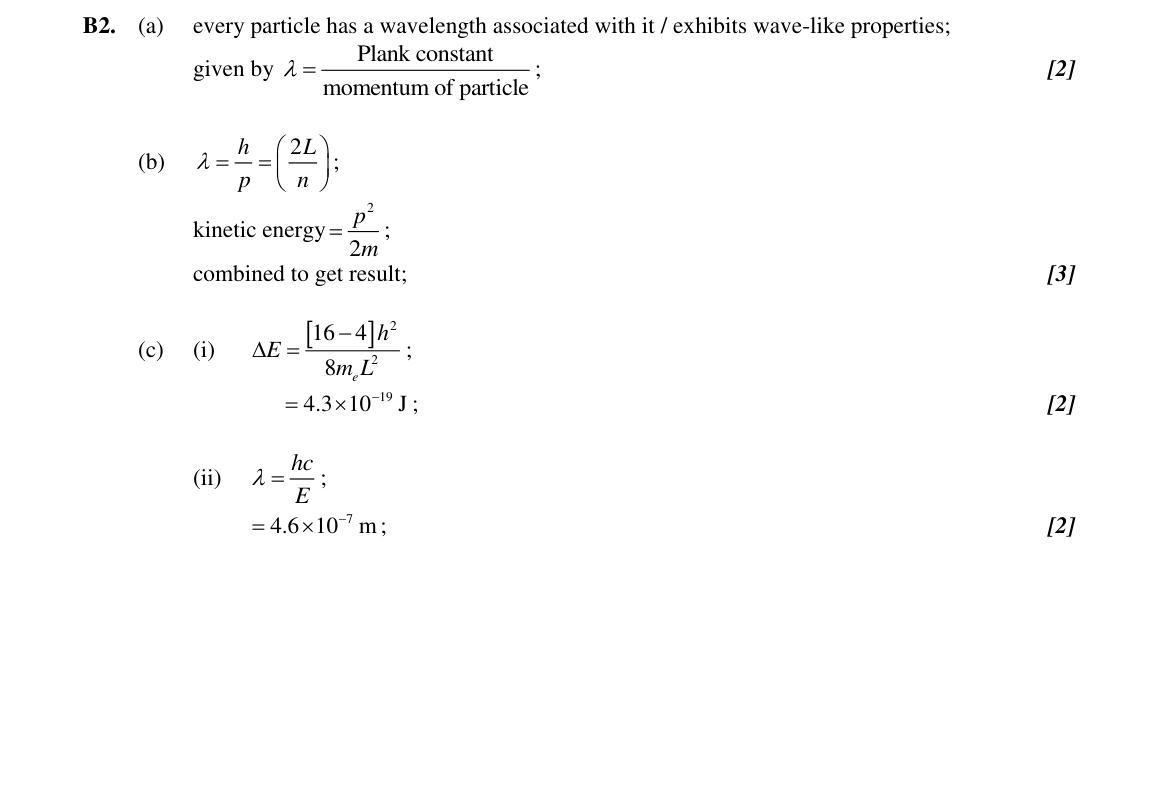 B2. (a) every particle has a wavelength associated with it / exhibits wave-like properties;
given by λ = Plank constant / momentum of particle ; [2]
(b) λ = h/p = (2L/n);
kinetic energy = p²/2m ;
combined to get result; [3]
(c) (i) ΔE = [16 − 4]h² / 8mₑL² ;
= 4.3×10⁻¹⁹ J ; [2]
(ii) λ = hc/E ;
= 4.6×10⁻⁷ m ; [2]